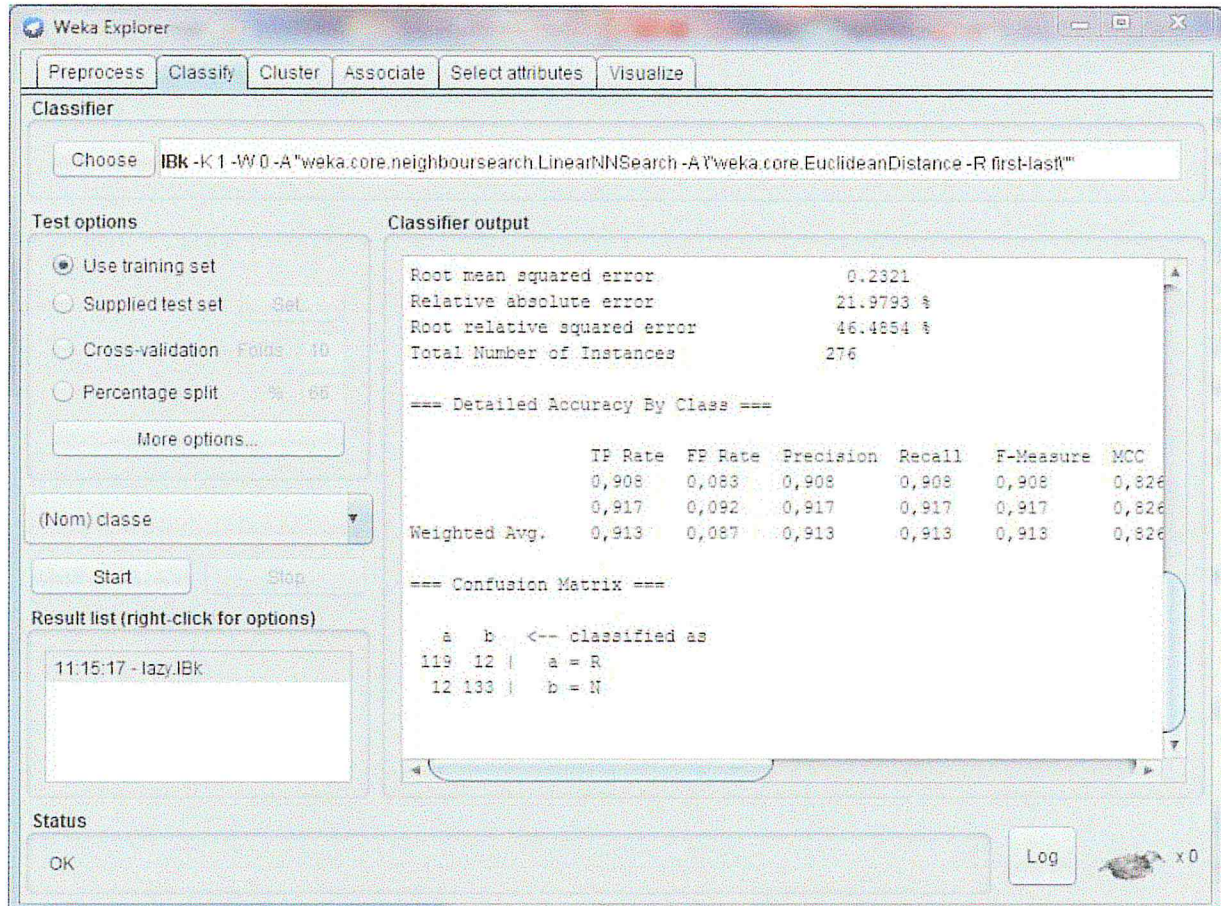 Weka Explorer
Preprocess Classify Cluster Associate Select attributes Visualize
Classifier
Choose IBk -K 1 -W 0 -A "weka.core.neighboursearch.LinearNNSearch -A \"weka.core.EuclideanDistance -R first-last\""
Test options
Use training set
Supplied test set Set...
Cross-validation Folds 10
Percentage split % 66
More options...
(Nom) classe
Start Stop
Result list (right-click for options)
11:15:17 - lazy.IBk
Classifier output
Root mean squared error 0.2321
Relative absolute error 21.9793 %
Root relative squared error 46.4854 %
Total Number of Instances 276
=== Detailed Accuracy By Class ===
TP Rate FP Rate Precision Recall F-Measure MCC
0,908 0,083 0,908 0,908 0,908 0,826
0,917 0,092 0,917 0,917 0,917 0,826
Weighted Avg. 0,913 0,087 0,913 0,913 0,913 0,826
=== Confusion Matrix ===
a b <-- classified as
119 12 | a = R
12 133 | b = N
Status
OK
Log
x 0